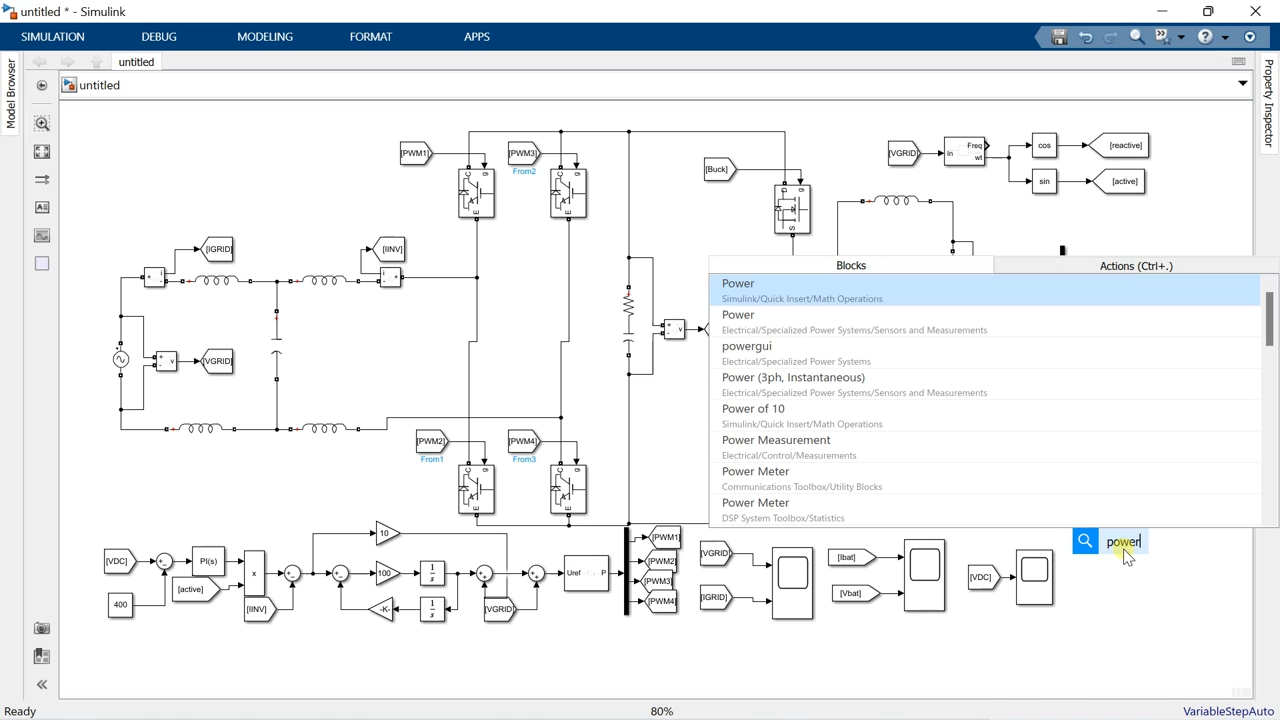 untitled * - Simulink
SIMULATION DEBUG MODELING FORMAT APPS
Model Browser
untitled
untitled
Property Inspector
[PWM1]
[PWM3]
From2
[Buck]
[VGRID]
In Freq wt
cos
[reactive]
sin
[active]
g C E
g C E
g D S
[IGRID]
[IINV]
i + -
i + -
+ - v
[VGRID]
+ - v
Blocks Actions (Ctrl+.)
Power
Simulink/Quick Insert/Math Operations
Power
Electrical/Specialized Power Systems/Sensors and Measurements
powergui
Electrical/Specialized Power Systems
Power (3ph, Instantaneous)
Electrical/Specialized Power Systems/Sensors and Measurements
Power of 10
Simulink/Quick Insert/Math Operations
Power Measurement
Electrical/Control/Measurements
Power Meter
Communications Toolbox/Utility Blocks
Power Meter
DSP System Toolbox/Statistics
power
[PWM2]
From1
[PWM4]
From3
g C E
g C E
[VDC]
PI(s)
[active]
400
x
[IINV]
10
100
-K-
1
s
1
s
[VGRID]
Uref P
[PWM1]
[PWM2]
[PWM3]
[PWM4]
[VGRID]
[IGRID]
[Ibat]
[Vbat]
[VDC]
Ready 80% VariableStepAuto